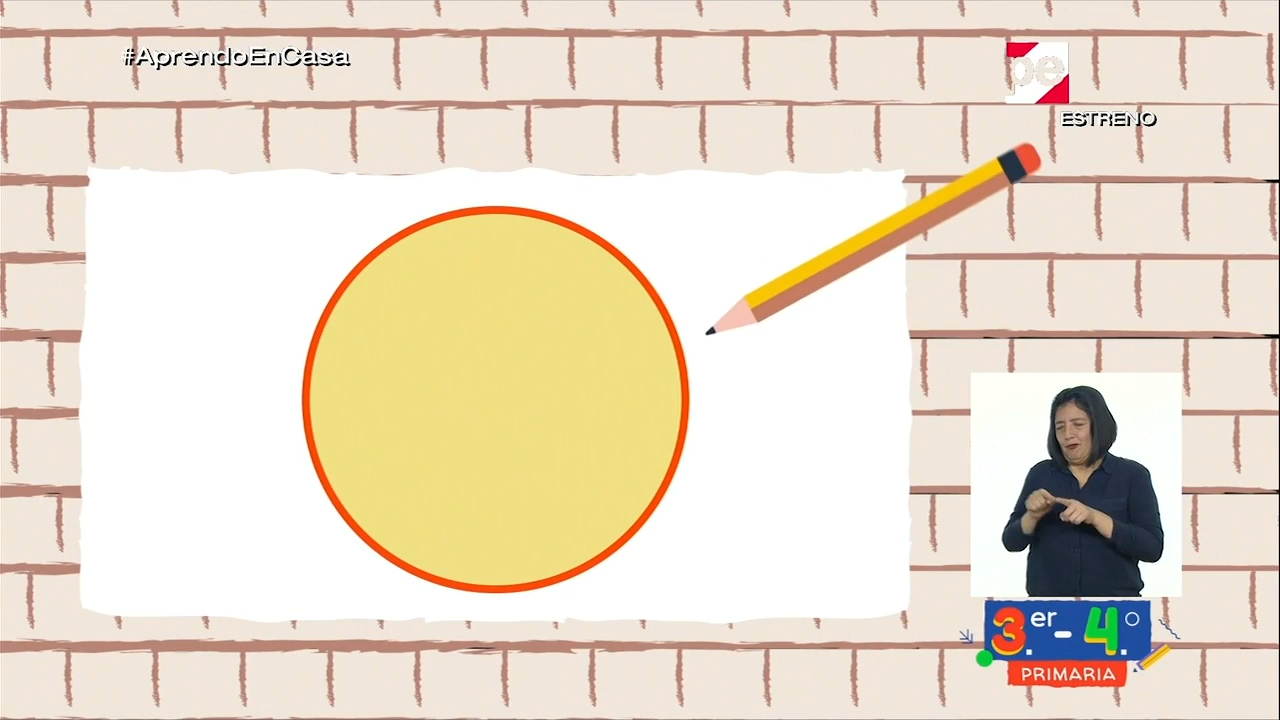 #AprendoEnCasa
pe
ESTRENO
3.er - 4.°
PRIMARIA